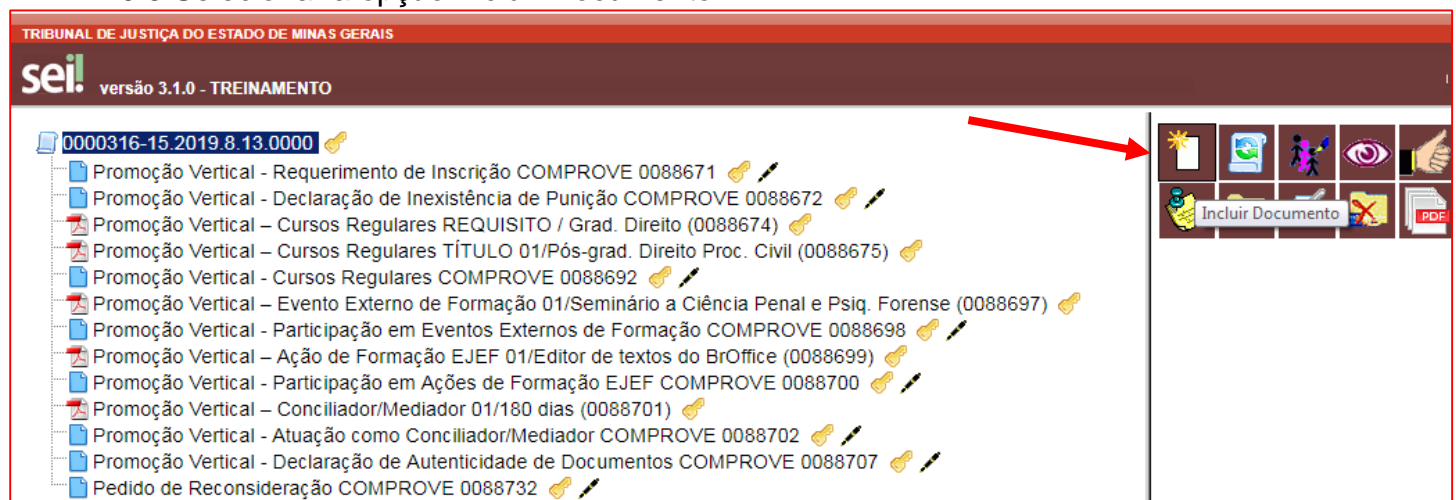 TRIBUNAL DE JUSTIÇA DO ESTADO DE MINAS GERAIS
sei! versão 3.1.0 - TREINAMENTO
0000316-15.2019.8.13.0000
Promoção Vertical - Requerimento de Inscrição COMPROVE 0088671
Promoção Vertical - Declaração de Inexistência de Punição COMPROVE 0088672
Promoção Vertical – Cursos Regulares REQUISITO / Grad. Direito (0088674)
Promoção Vertical – Cursos Regulares TÍTULO 01/Pós-grad. Direito Proc. Civil (0088675)
Promoção Vertical - Cursos Regulares COMPROVE 0088692
Promoção Vertical – Evento Externo de Formação 01/Seminário a Ciência Penal e Psiq. Forense (0088697)
Promoção Vertical - Participação em Eventos Externos de Formação COMPROVE 0088698
Promoção Vertical – Ação de Formação EJEF 01/Editor de textos do BrOffice (0088699)
Promoção Vertical - Participação em Ações de Formação EJEF COMPROVE 0088700
Promoção Vertical – Conciliador/Mediador 01/180 dias (0088701)
Promoção Vertical - Atuação como Conciliador/Mediador COMPROVE 0088702
Promoção Vertical - Declaração de Autenticidade de Documentos COMPROVE 0088707
Pedido de Reconsideração COMPROVE 0088732
Incluir Documento
PDF